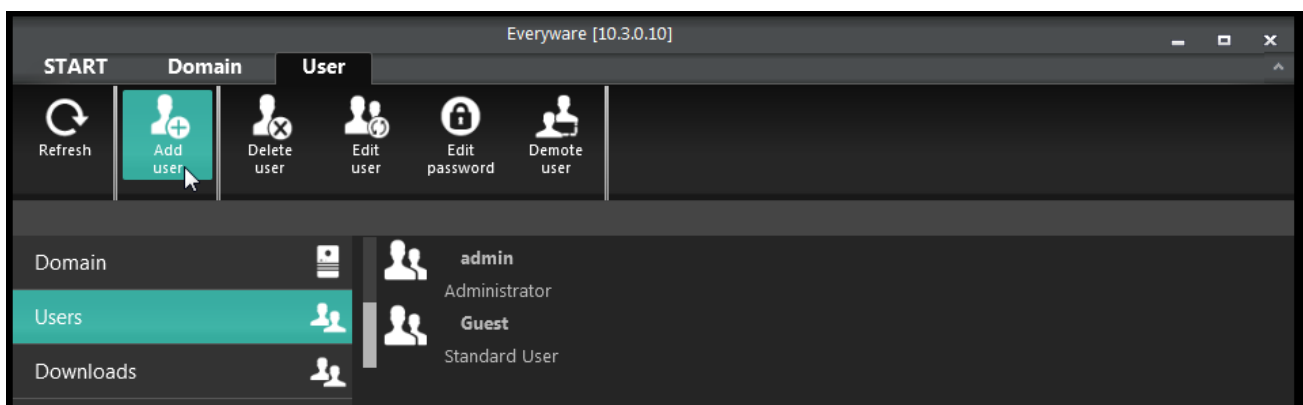 Everyware [10.3.0.10]
START Domain User
Refresh
Add
user
Delete
user
Edit
user
Edit
password
Demote
user
Domain
Users
Downloads
admin
Administrator
Guest
Standard User